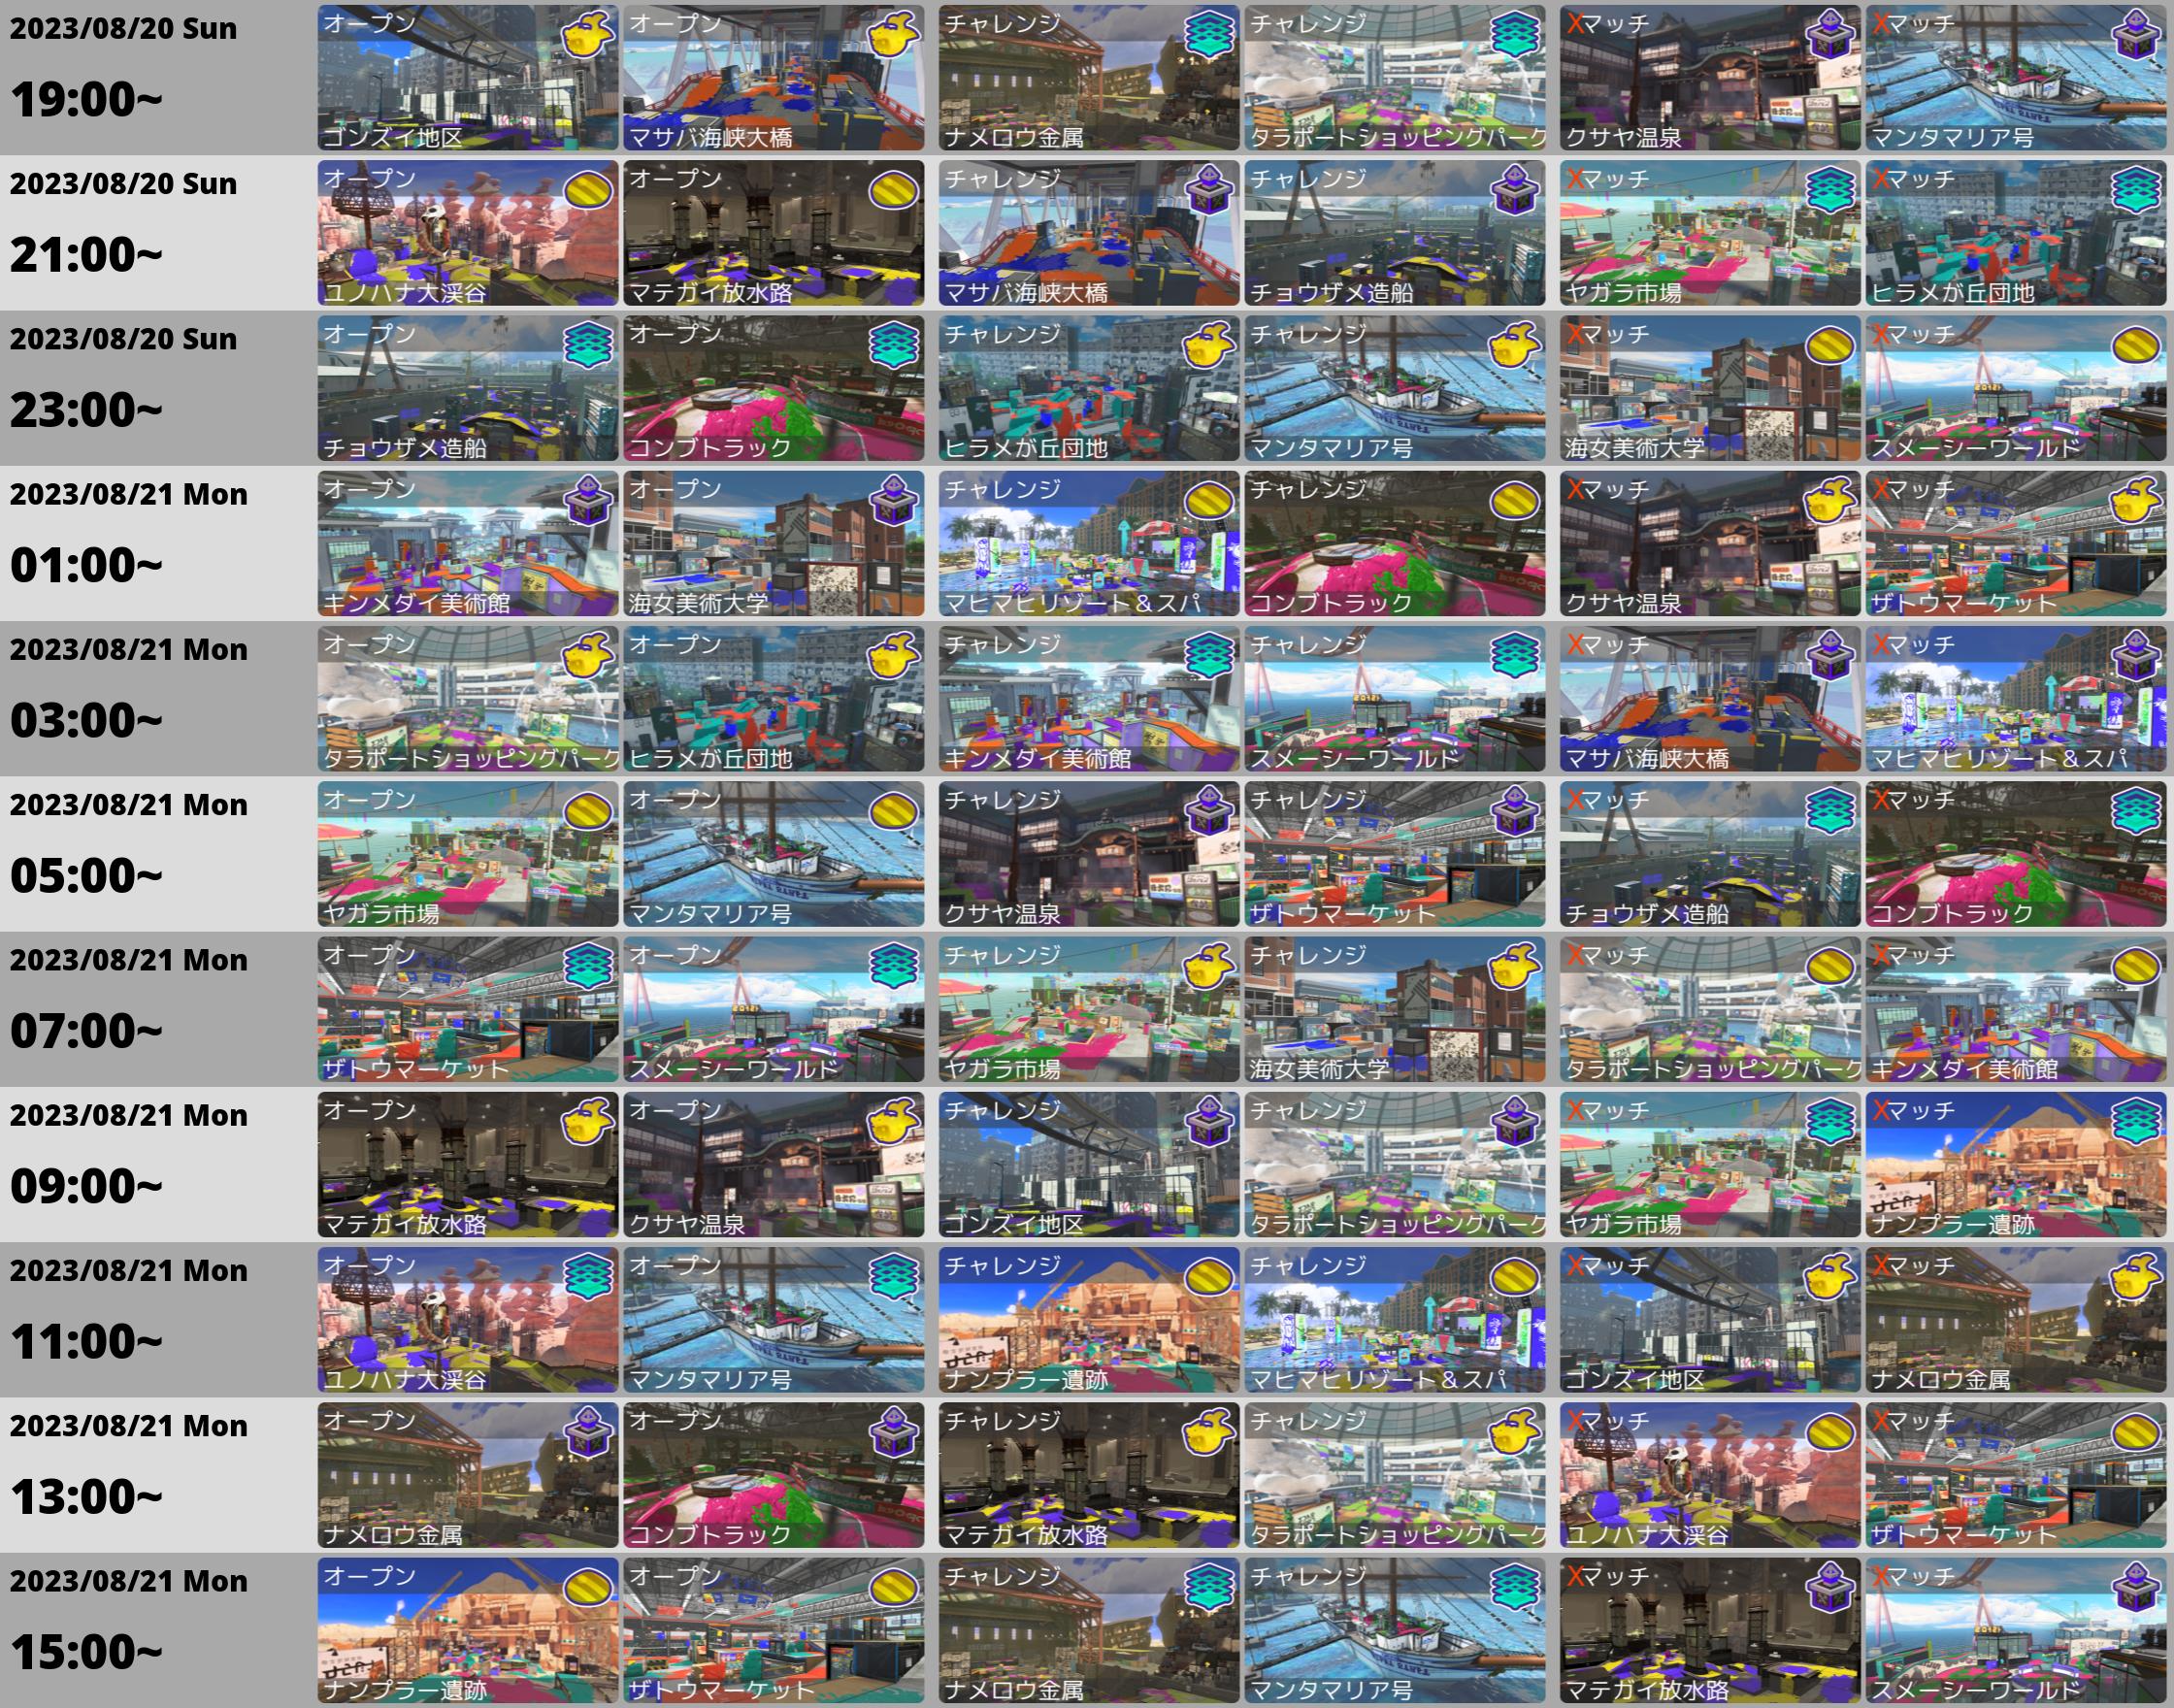 2023/08/20 Sun
19:00~
オープン オープン チャレンジ チャレンジ Xマッチ Xマッチ
ゴンズイ地区 マサバ海峡大橋 ナメロウ金属 タラポートショッピングパーク クサヤ温泉 マンタマリア号
2023/08/20 Sun
21:00~
オープン オープン チャレンジ チャレンジ Xマッチ Xマッチ
ユノハナ大渓谷 マテガイ放水路 マサバ海峡大橋 チョウザメ造船 ヤガラ市場 ヒラメが丘団地
2023/08/20 Sun
23:00~
オープン オープン チャレンジ チャレンジ Xマッチ Xマッチ
チョウザメ造船 コンブトラック ヒラメが丘団地 マンタマリア号 海女美術大学 スメーシーワールド
2023/08/21 Mon
01:00~
オープン オープン チャレンジ チャレンジ Xマッチ Xマッチ
キンメダイ美術館 海女美術大学 マヒマヒリゾート＆スパ コンブトラック クサヤ温泉 ザトウマーケット
2023/08/21 Mon
03:00~
オープン オープン チャレンジ チャレンジ Xマッチ Xマッチ
タラポートショッピングパーク ヒラメが丘団地 キンメダイ美術館 スメーシーワールド マサバ海峡大橋 マヒマヒリゾート＆スパ
2023/08/21 Mon
05:00~
オープン オープン チャレンジ チャレンジ Xマッチ Xマッチ
ヤガラ市場 マンタマリア号 クサヤ温泉 ザトウマーケット チョウザメ造船 コンブトラック
2023/08/21 Mon
07:00~
オープン オープン チャレンジ チャレンジ Xマッチ Xマッチ
ザトウマーケット スメーシーワールド ヤガラ市場 海女美術大学 タラポートショッピングパーク キンメダイ美術館
2023/08/21 Mon
09:00~
オープン オープン チャレンジ チャレンジ Xマッチ Xマッチ
マテガイ放水路 クサヤ温泉 ゴンズイ地区 タラポートショッピングパーク ヤガラ市場 ナンプラー遺跡
2023/08/21 Mon
11:00~
オープン オープン チャレンジ チャレンジ Xマッチ Xマッチ
ユノハナ大渓谷 マンタマリア号 ナンプラー遺跡 マヒマヒリゾート＆スパ ゴンズイ地区 ナメロウ金属
2023/08/21 Mon
13:00~
オープン オープン チャレンジ チャレンジ Xマッチ Xマッチ
ナメロウ金属 コンブトラック マテガイ放水路 タラポートショッピングパーク ユノハナ大渓谷 ザトウマーケット
2023/08/21 Mon
15:00~
オープン オープン チャレンジ チャレンジ Xマッチ Xマッチ
ナンプラー遺跡 ザトウマーケット ナメロウ金属 マンタマリア号 マテガイ放水路 スメーシーワールド